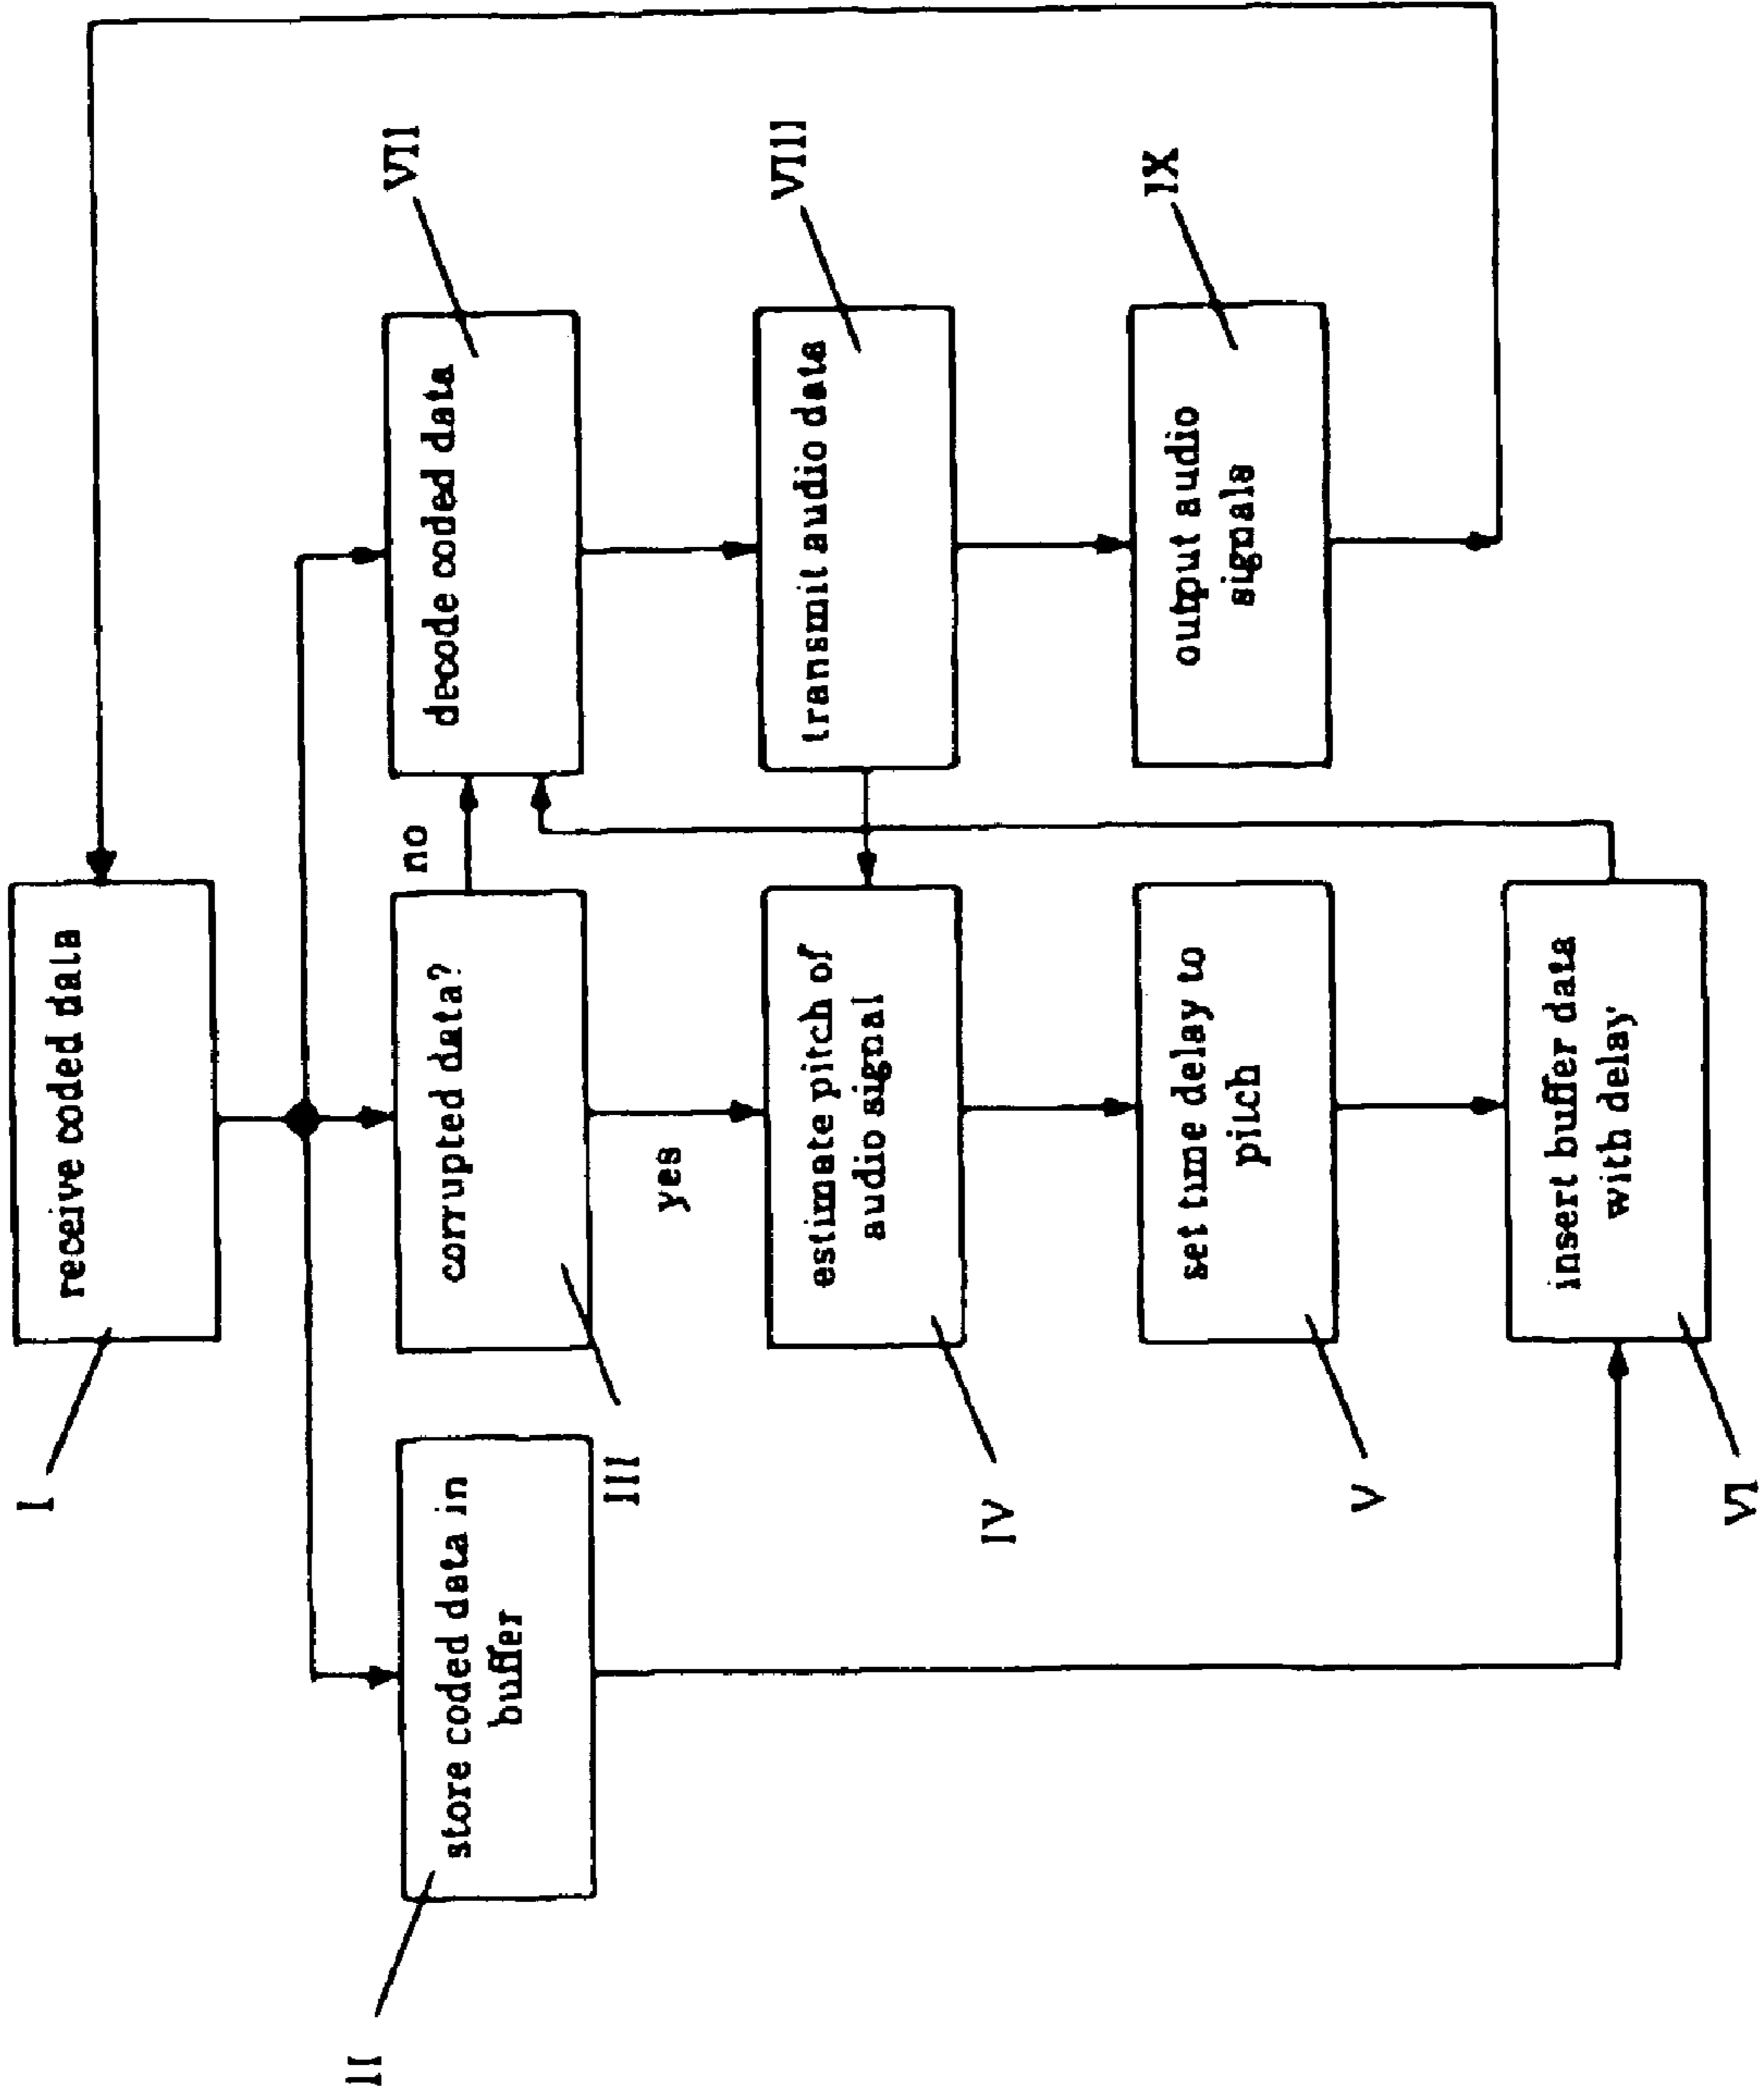 I
receive coded data
II
store coded data in
buffer
III
corrupted data?
no
yes
VII
decode coded data
IV
estimate pitch of
audio signal
VIII
transmit audio data
V
set time delay to
pitch
IX
output audio
signals
VI
insert buffer data
with delay